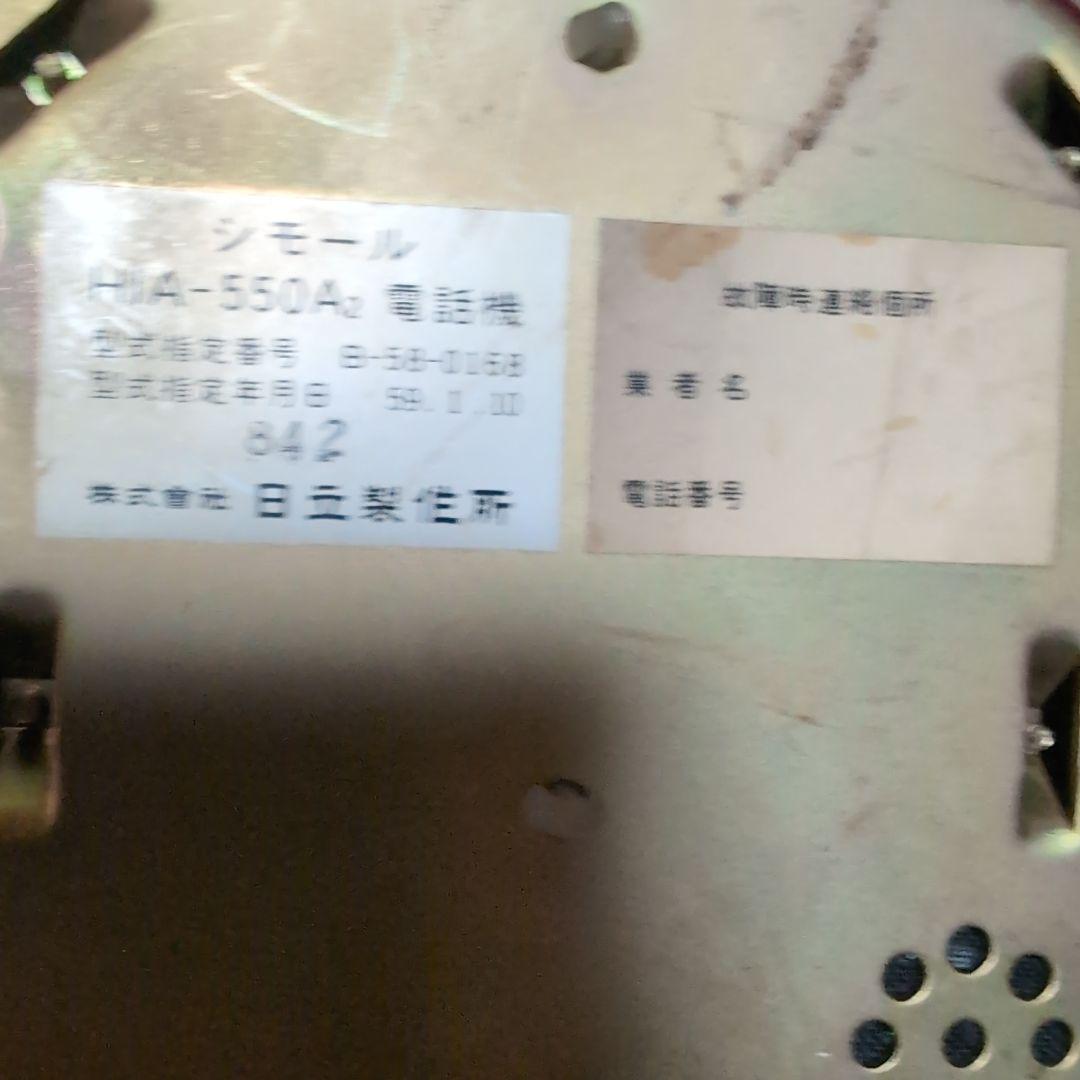 シモール
HIA-550A2 電話機
型式指定番号 B-58-0168
型式指定年月日 59.1.10
842
株式會社 日立製作所
故障時連絡個所
業者名
電話番号